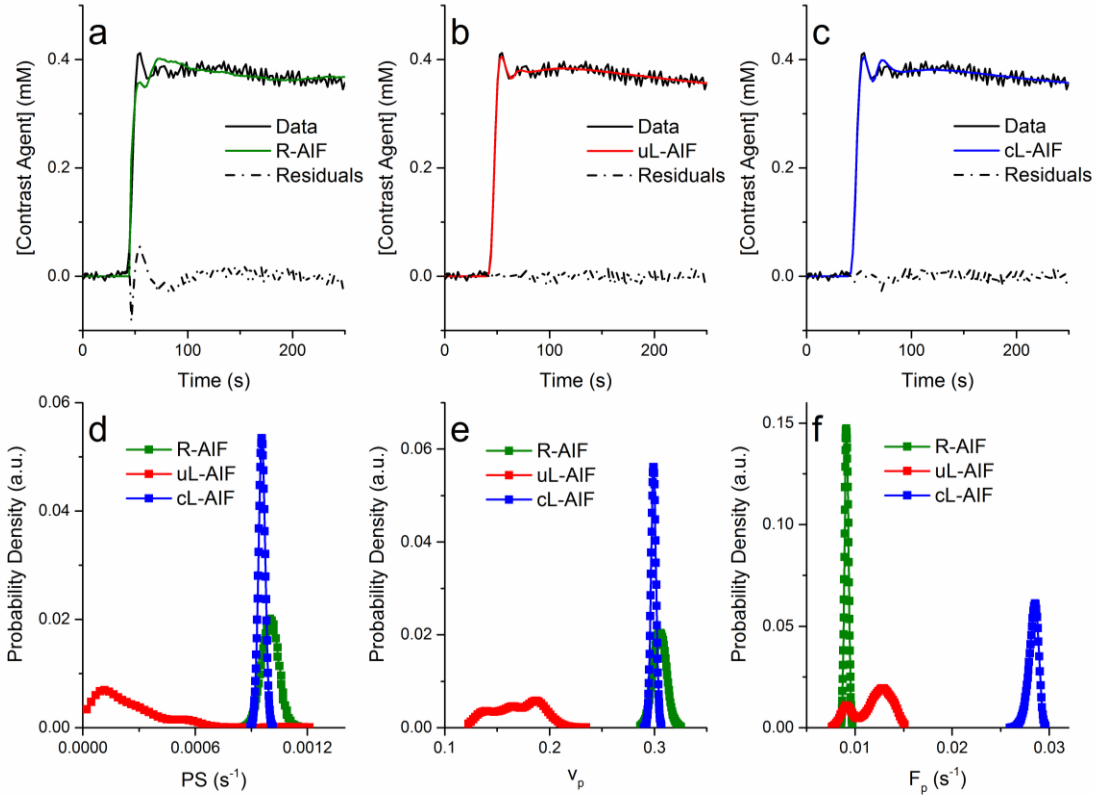 a
[Contrast Agent] (mM)
0.4
0.2
0.0
Data
R-AIF
Residuals
0
100
200
Time (s)
b
[Contrast Agent] (mM)
0.4
0.2
0.0
Data
uL-AIF
Residuals
0
100
200
Time (s)
c
[Contrast Agent] (mM)
0.4
0.2
0.0
Data
cL-AIF
Residuals
0
100
200
Time (s)
d
Probability Density (a.u.)
0.06
0.04
0.02
0.00
R-AIF
uL-AIF
cL-AIF
0.0000
0.0006
0.0012
PS (s⁻¹)
e
Probability Density (a.u.)
0.06
0.04
0.02
0.00
R-AIF
uL-AIF
cL-AIF
0.1
0.2
0.3
vₚ
f
Probability Density (a.u.)
0.15
0.10
0.05
0.00
R-AIF
uL-AIF
cL-AIF
0.01
0.02
0.03
Fₚ (s⁻¹)